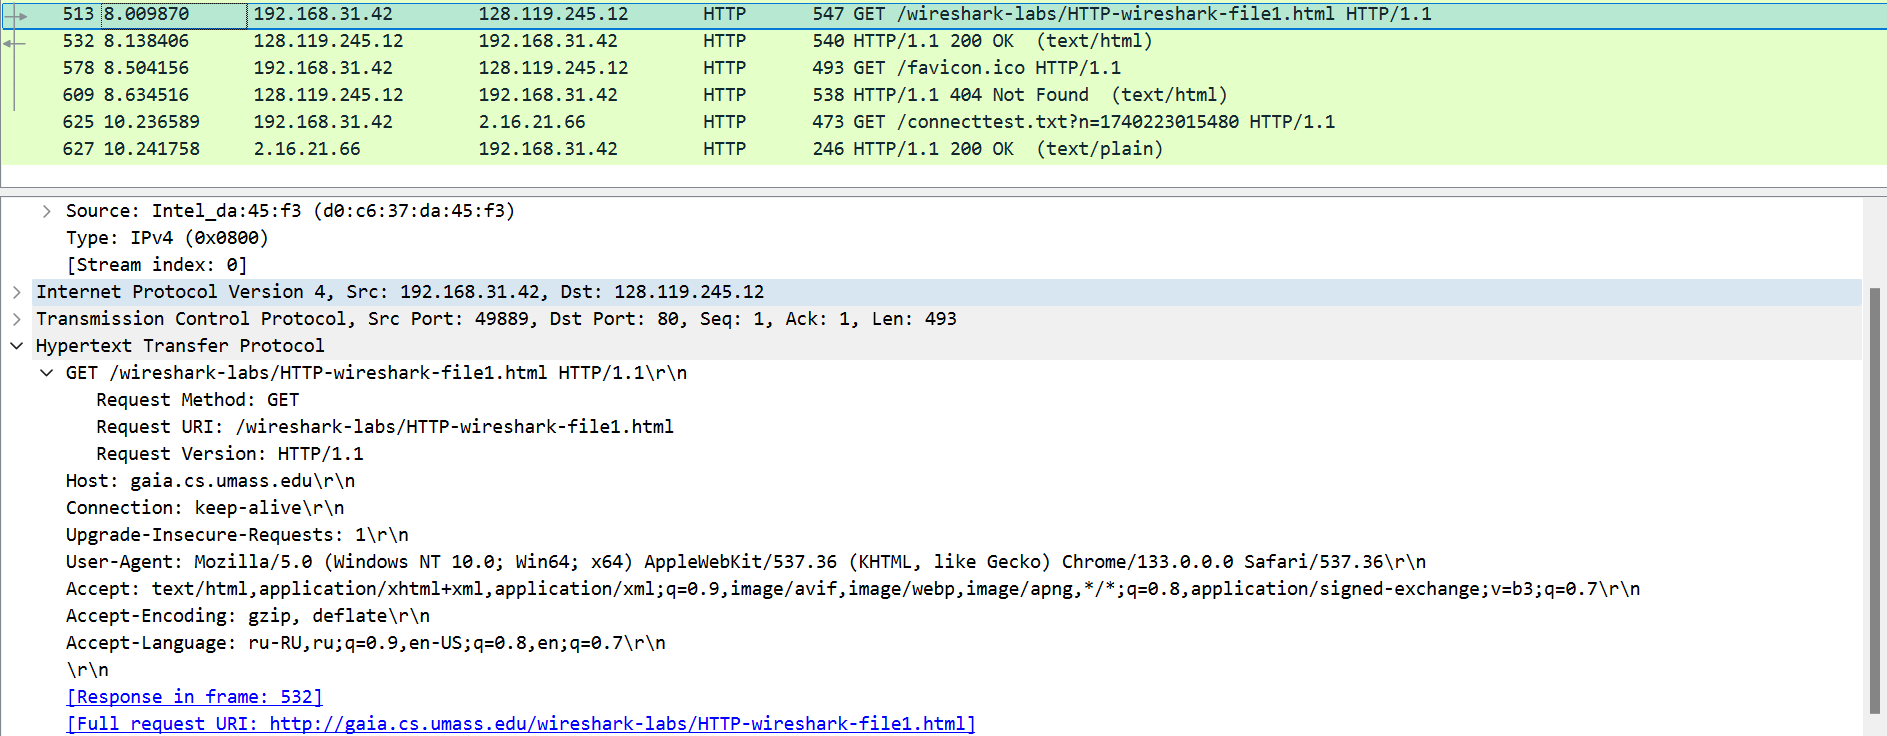 513 8.009870 192.168.31.42 128.119.245.12 HTTP 547 GET /wireshark-labs/HTTP-wireshark-file1.html HTTP/1.1
532 8.138406 128.119.245.12 192.168.31.42 HTTP 540 HTTP/1.1 200 OK  (text/html)
578 8.504156 192.168.31.42 128.119.245.12 HTTP 493 GET /favicon.ico HTTP/1.1
609 8.634516 128.119.245.12 192.168.31.42 HTTP 538 HTTP/1.1 404 Not Found  (text/html)
625 10.236589 192.168.31.42 2.16.21.66 HTTP 473 GET /connecttest.txt?n=1740223015480 HTTP/1.1
627 10.241758 2.16.21.66 192.168.31.42 HTTP 246 HTTP/1.1 200 OK  (text/plain)
Source: Intel_da:45:f3 (d0:c6:37:da:45:f3)
Type: IPv4 (0x0800)
[Stream index: 0]
Internet Protocol Version 4, Src: 192.168.31.42, Dst: 128.119.245.12
Transmission Control Protocol, Src Port: 49889, Dst Port: 80, Seq: 1, Ack: 1, Len: 493
Hypertext Transfer Protocol
GET /wireshark-labs/HTTP-wireshark-file1.html HTTP/1.1\r\n
Request Method: GET
Request URI: /wireshark-labs/HTTP-wireshark-file1.html
Request Version: HTTP/1.1
Host: gaia.cs.umass.edu\r\n
Connection: keep-alive\r\n
Upgrade-Insecure-Requests: 1\r\n
User-Agent: Mozilla/5.0 (Windows NT 10.0; Win64; x64) AppleWebKit/537.36 (KHTML, like Gecko) Chrome/133.0.0.0 Safari/537.36\r\n
Accept: text/html,application/xhtml+xml,application/xml;q=0.9,image/avif,image/webp,image/apng,*/*;q=0.8,application/signed-exchange;v=b3;q=0.7\r\n
Accept-Encoding: gzip, deflate\r\n
Accept-Language: ru-RU,ru;q=0.9,en-US;q=0.8,en;q=0.7\r\n
\r\n
[Response in frame: 532]
[Full request URI: http://gaia.cs.umass.edu/wireshark-labs/HTTP-wireshark-file1.html]